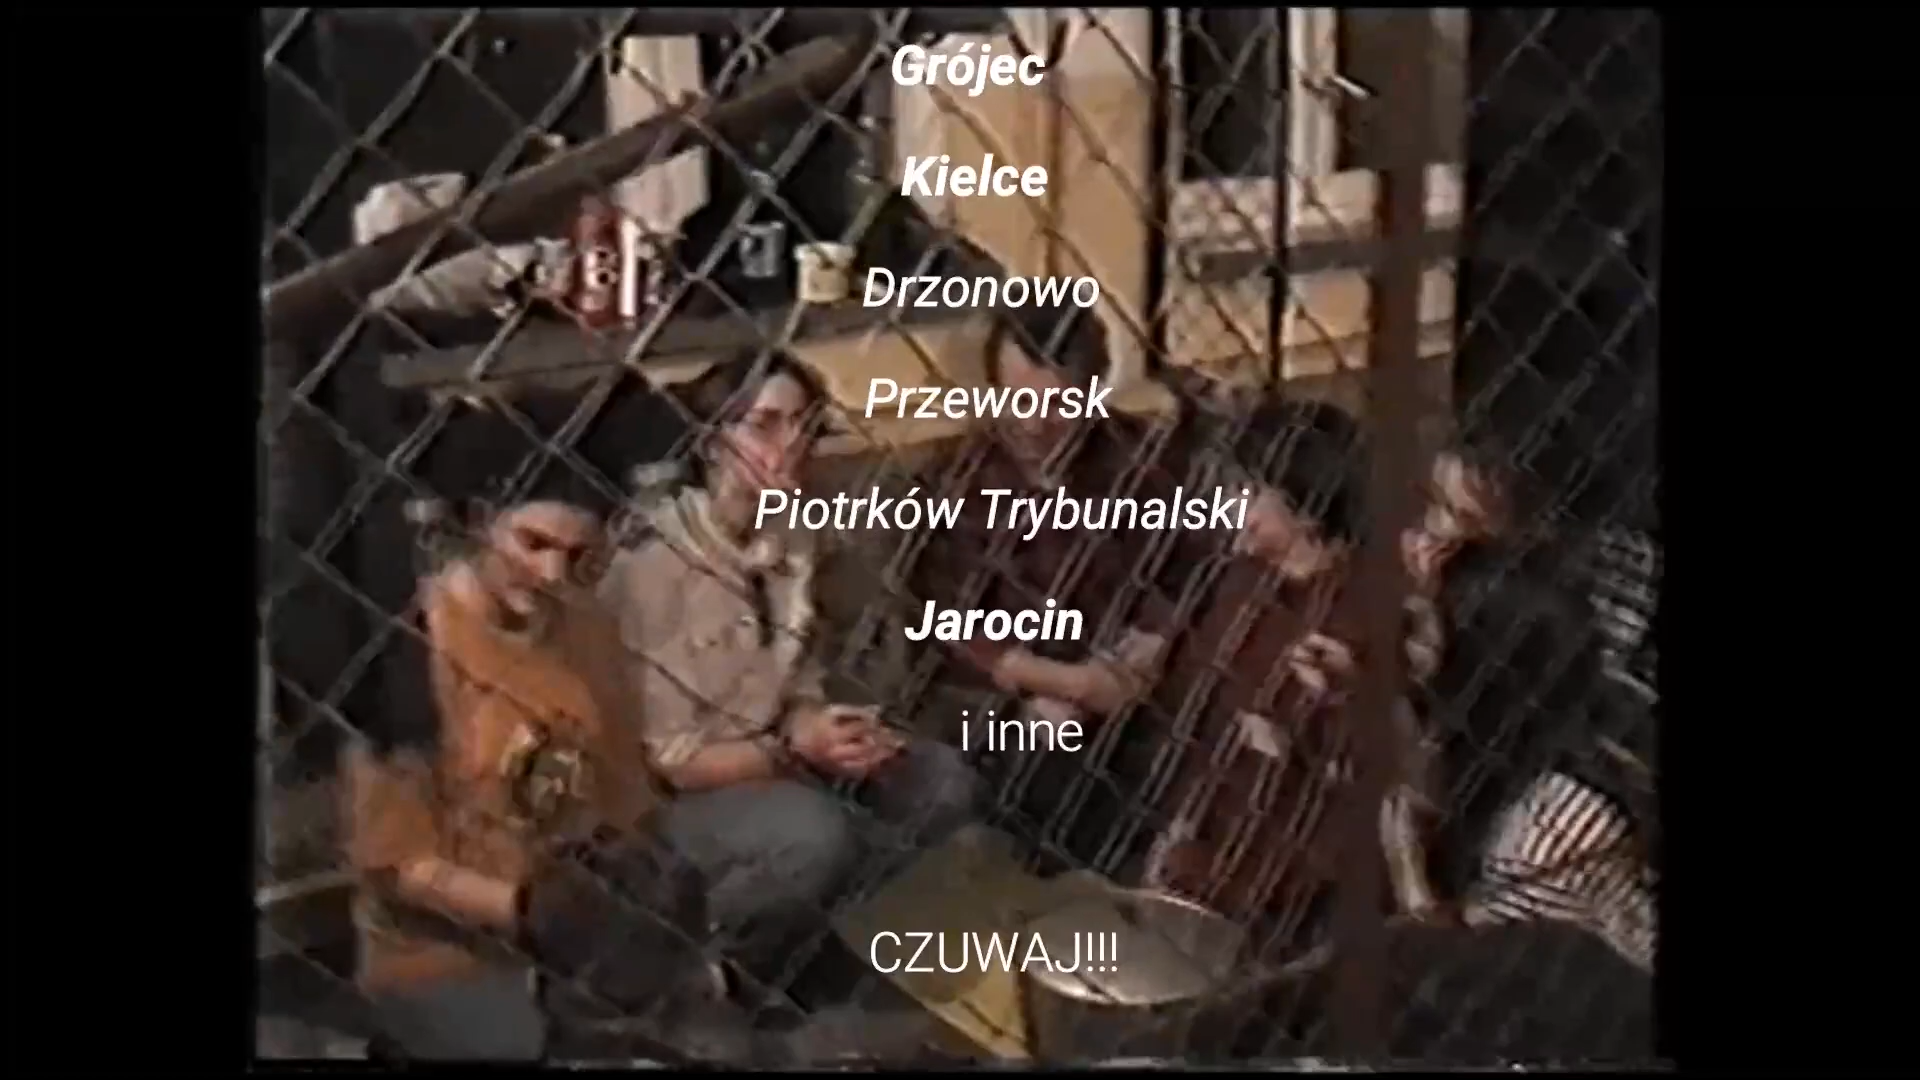 Grójec
Kielce
Drzonowo
Przeworsk
Piotrków Trybunalski
Jarocin
i inne
CZUWAJ!!!